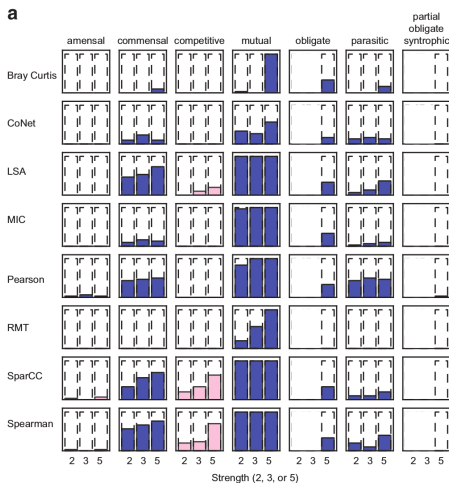 a
partial
obligate
amensal commensal competitive mutual obligate parasitic syntrophic
Bray Curtis
CoNet
LSA
MIC
Pearson
RMT
SparCC
Spearman
2 3 5 2 3 5 2 3 5 2 3 5 2 3 5 2 3 5 2 3 5
Strength (2, 3, or 5)